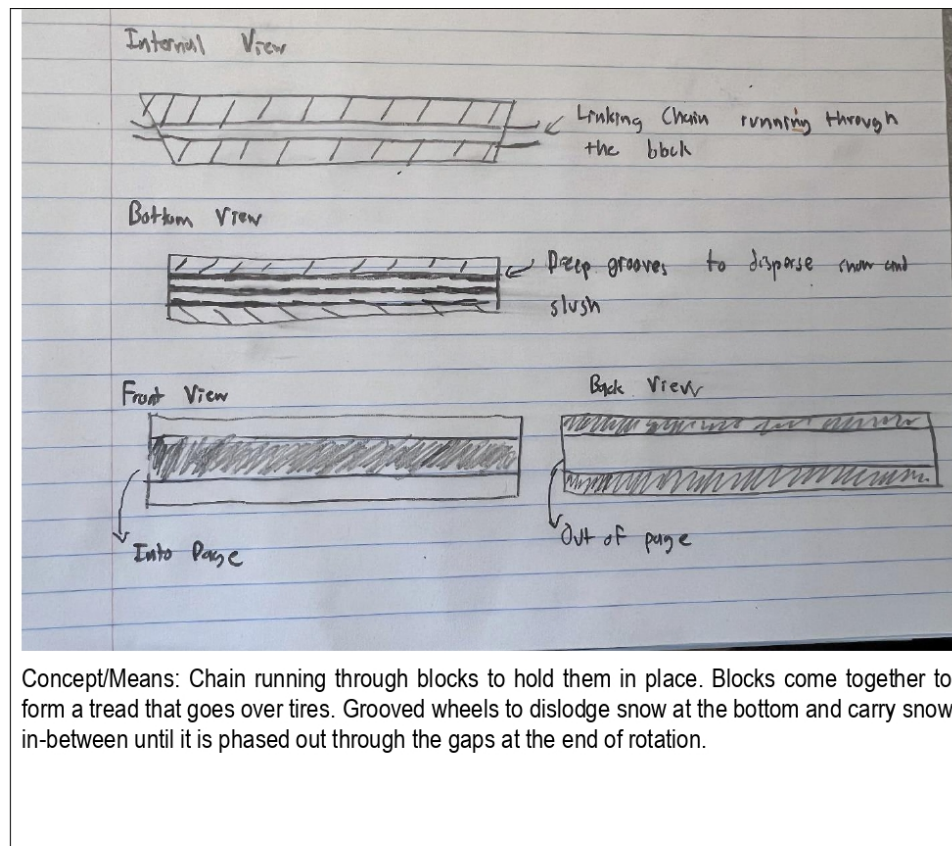 Internal View
Linking Chain running through
the block
Bottom View
Deep grooves to disperse snow and
slush
Front View
Back View
Into Page
Out of page
Concept/Means: Chain running through blocks to hold them in place. Blocks come together to
form a tread that goes over tires. Grooved wheels to dislodge snow at the bottom and carry snow
in-between until it is phased out through the gaps at the end of rotation.